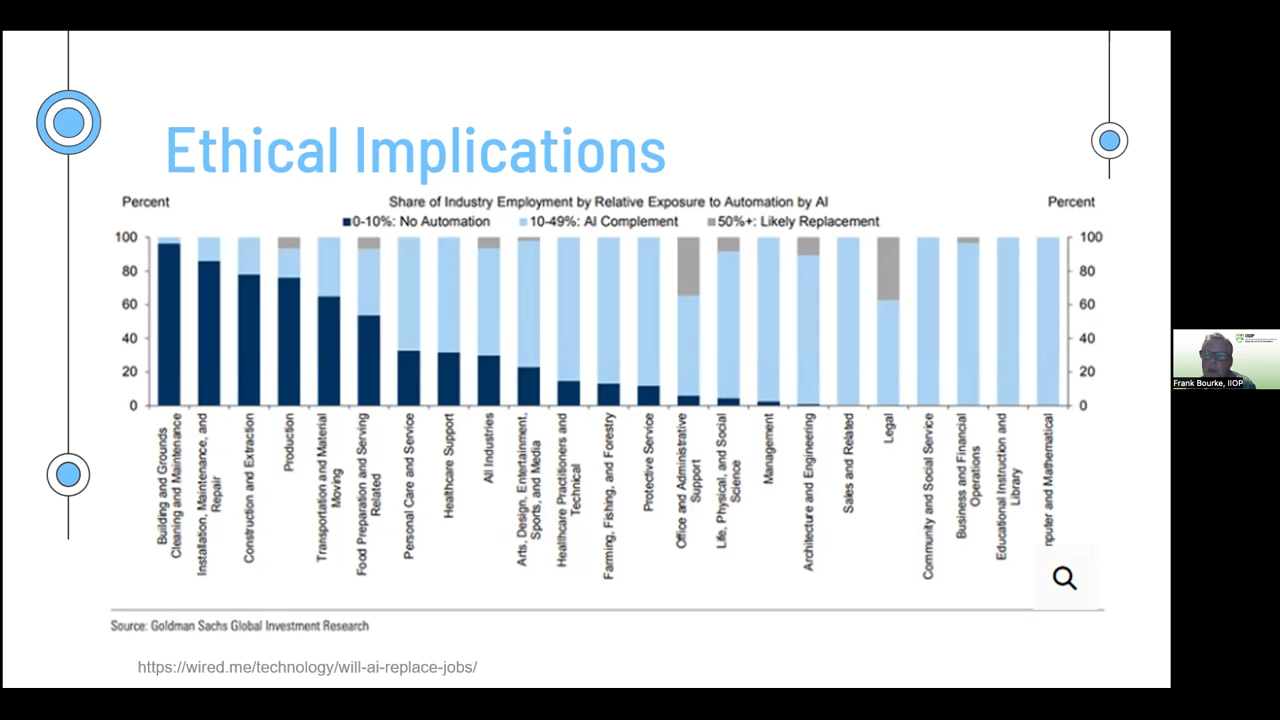 Ethical Implications
Percent
Share of Industry Employment by Relative Exposure to Automation by AI
Percent
0-10%: No Automation
10-49%: AI Complement
50%+: Likely Replacement
100
80
60
40
20
0
100
80
60
40
20
0
Building and Grounds
Cleaning and Maintenance
Installation, Maintenance, and
Repair
Construction and Extraction
Production
Transportation and Material
Moving
Food Preparation and Serving
Related
Personal Care and Service
Healthcare Support
All Industries
Arts, Design, Entertainment,
Sports, and Media
Healthcare Practitioners and
Technical
Farming, Fishing, and Forestry
Protective Service
Office and Administrative
Support
Life, Physical, and Social
Science
Management
Architecture and Engineering
Sales and Related
Legal
Community and Social Service
Business and Financial
Operations
Educational Instruction and
Library
nputer and Mathematical
Source: Goldman Sachs Global Investment Research
https://wired.me/technology/will-ai-replace-jobs/
IIOP
Frank Bourke, IIOP